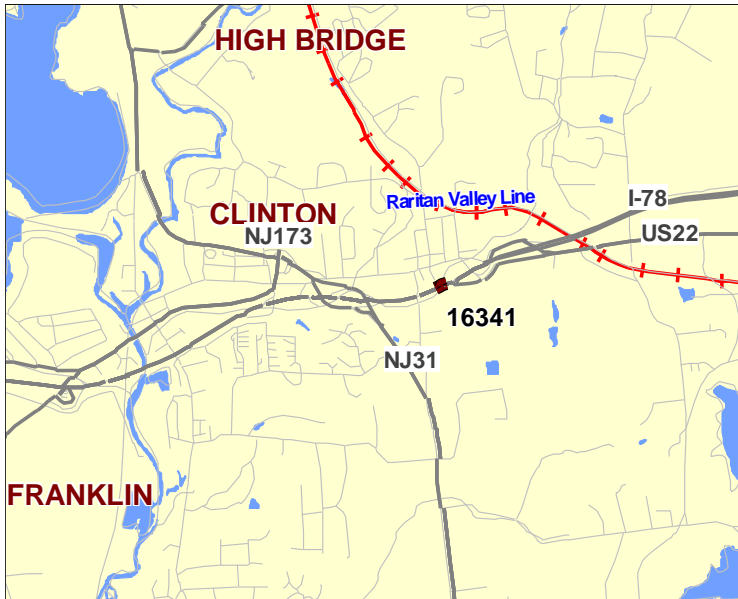 HIGH BRIDGE
Raritan Valley Line
I-78
CLINTON
NJ173
US22
16341
NJ31
FRANKLIN